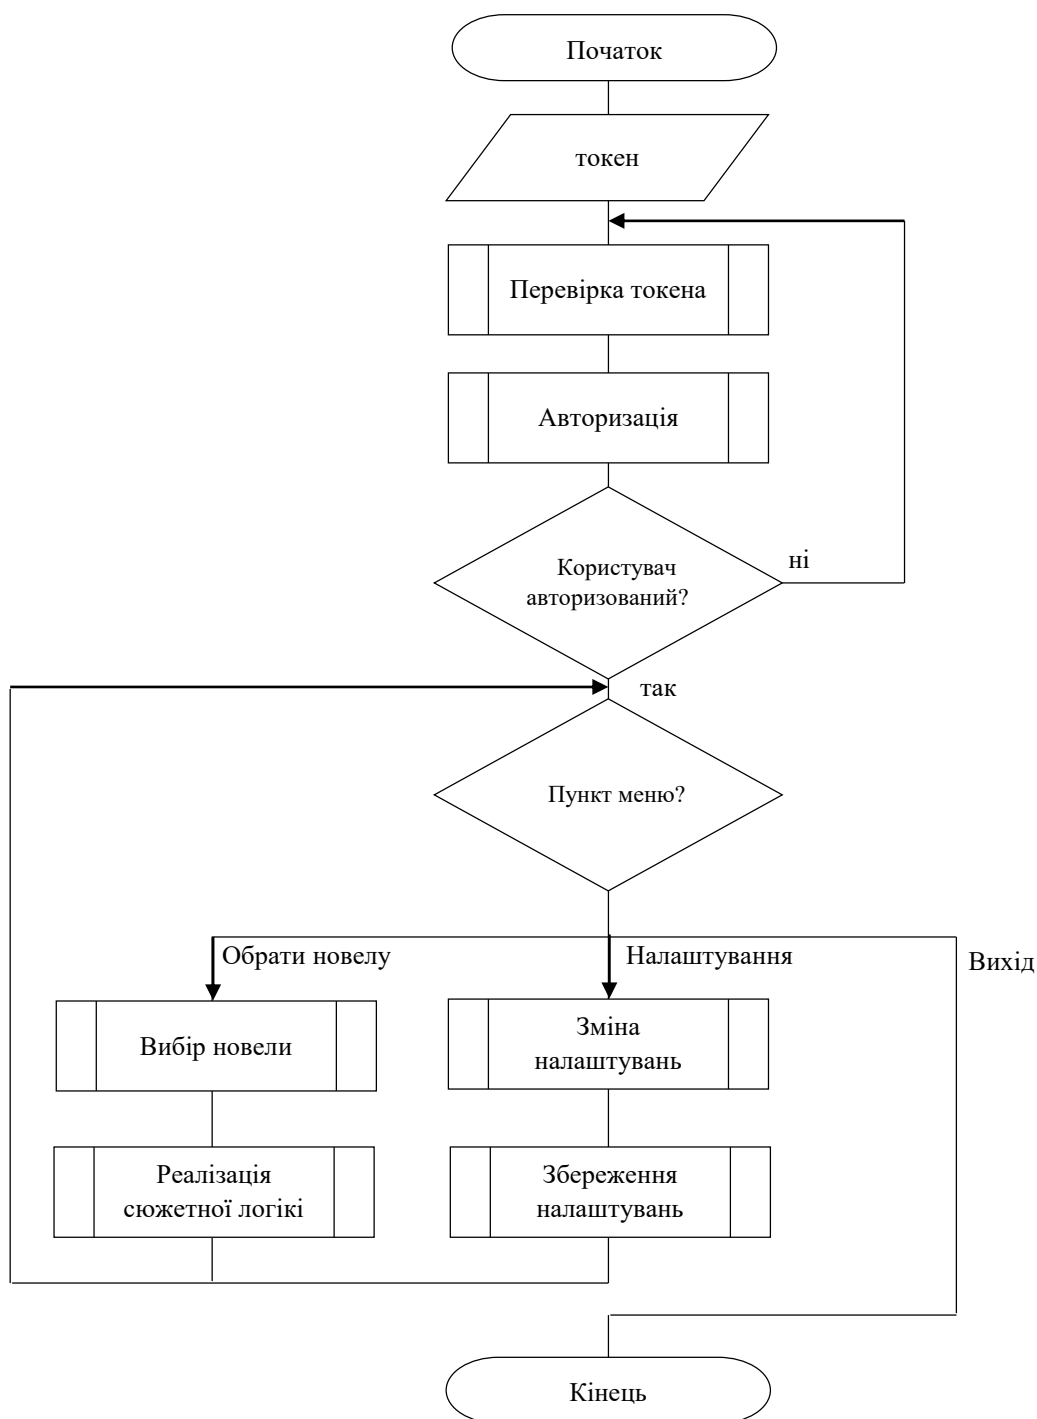 Початок
токен
Перевірка токена
Авторизація
Користувач
авторизований?
ні
так
Пункт меню?
Обрати новелу
Налаштування
Вихід
Вибір новели
Зміна
налаштувань
Реалізація
сюжетної логікі
Збереження
налаштувань
Кінець